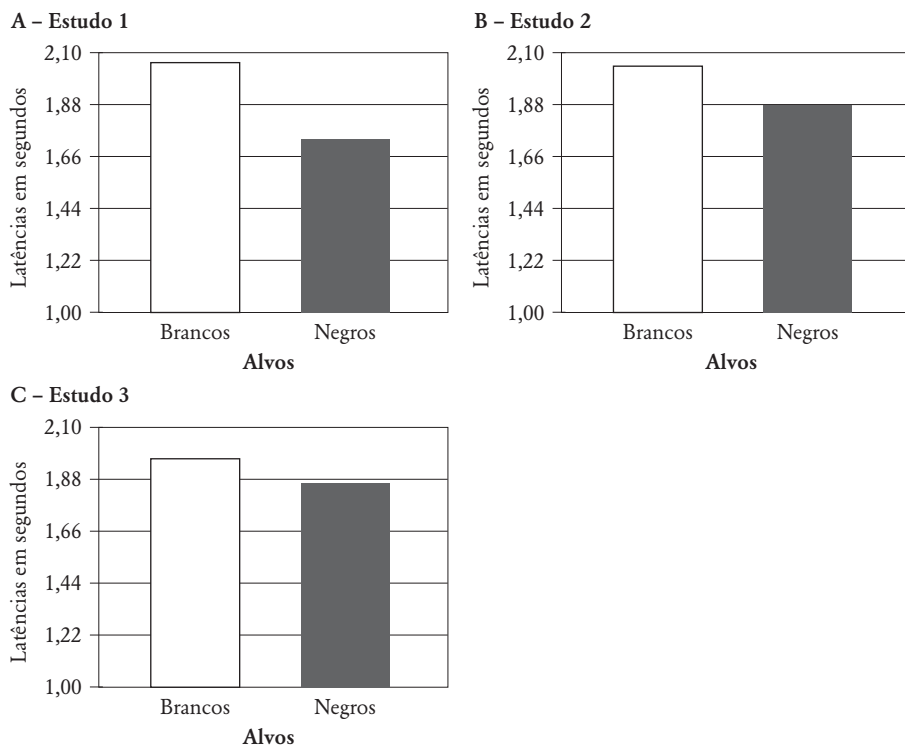 A – Estudo 1
Latências em segundos
2,10
1,88
1,66
1,44
1,22
1,00
Brancos Negros
Alvos
B – Estudo 2
Latências em segundos
2,10
1,88
1,66
1,44
1,22
1,00
Brancos Negros
Alvos
C – Estudo 3
Latências em segundos
2,10
1,88
1,66
1,44
1,22
1,00
Brancos Negros
Alvos